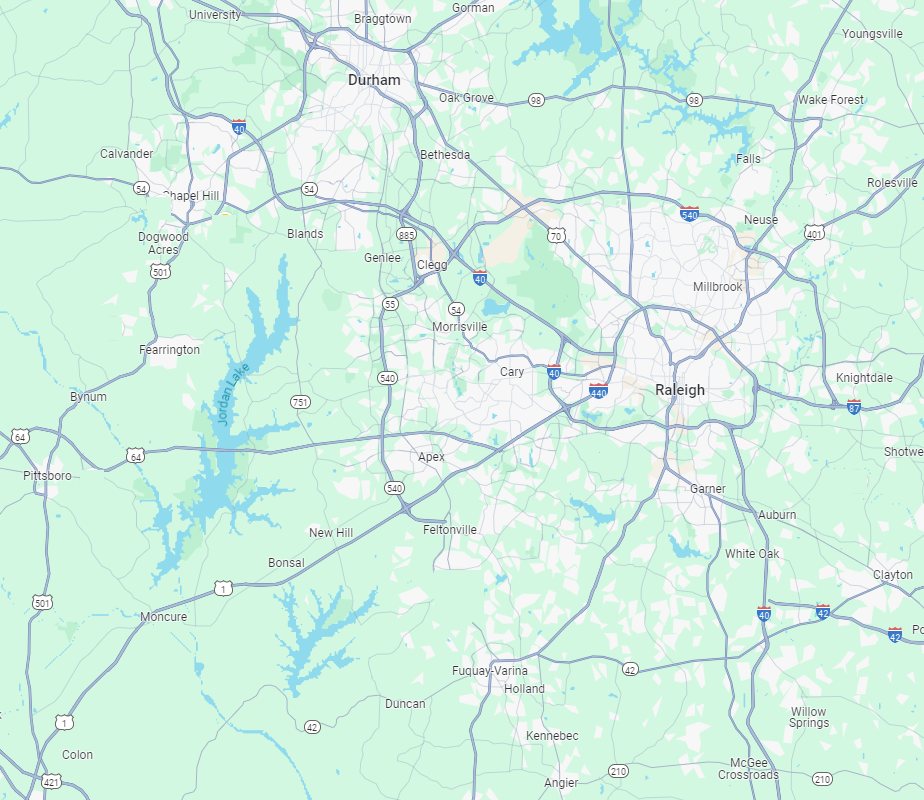 University
Braggtown
Gorman
Youngsville
Durham
Oak Grove
98
98
Wake Forest
40
Calvander
Bethesda
Falls
54
Chapel Hill
54
Rolesville
540
Neuse
Dogwood
Acres
Blands
885
70
401
Genlee
Clegg
501
40
Millbrook
55
54
Morrisville
Fearrington
Jordan Lake
540
Cary
40
440
Raleigh
Knightdale
Bynum
751
87
64
64
Apex
Shotwe
Pittsboro
540
Garner
New Hill
Feltonville
Auburn
Bonsal
White Oak
1
Clayton
501
Moncure
40
42
42
Po
Fuquay-Varina
42
Holland
Duncan
1
42
Willow
Springs
Kennebec
Colon
McGee
Crossroads
421
Angier
210
210